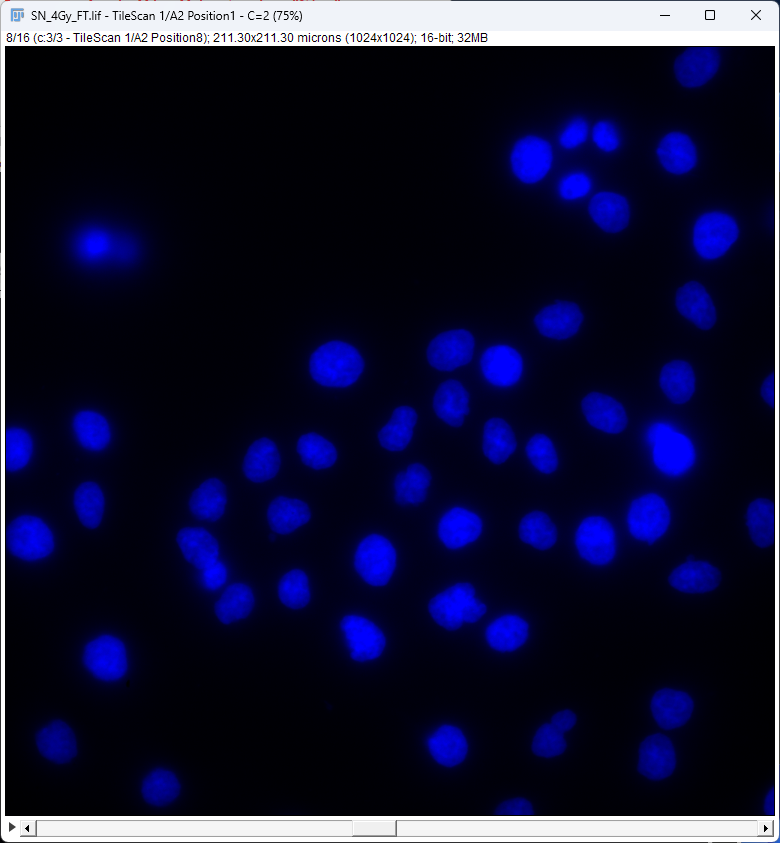 SN_4Gy_FT.lif - TileScan 1/A2 Position1 - C=2 (75%)
8/16 (c:3/3 - TileScan 1/A2 Position8); 211.30x211.30 microns (1024x1024); 16-bit; 32MB